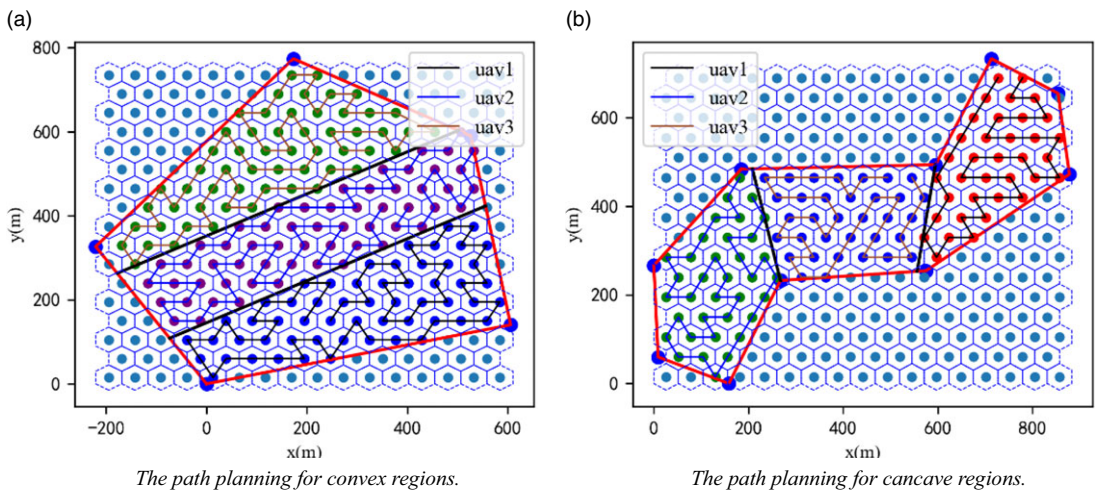 (a)
800
600
400
200
0
y(m)
−200
0
200
400
600
x(m)
uav1
uav2
uav3
The path planning for convex regions.
(b)
600
400
200
0
y(m)
0
200
400
600
800
x(m)
uav1
uav2
uav3
The path planning for cancave regions.